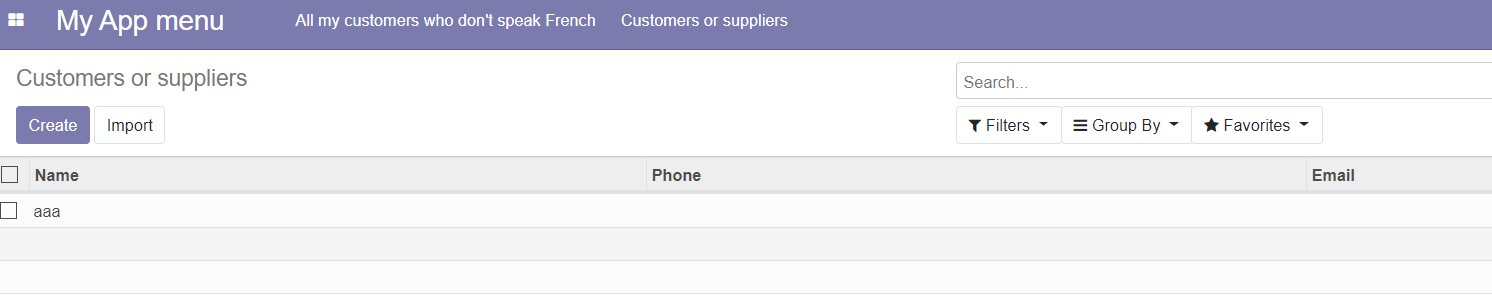 My App menu All my customers who don't speak French Customers or suppliers
Customers or suppliers
Search...
Create Import
Filters Group By Favorites
Name Phone Email
aaa